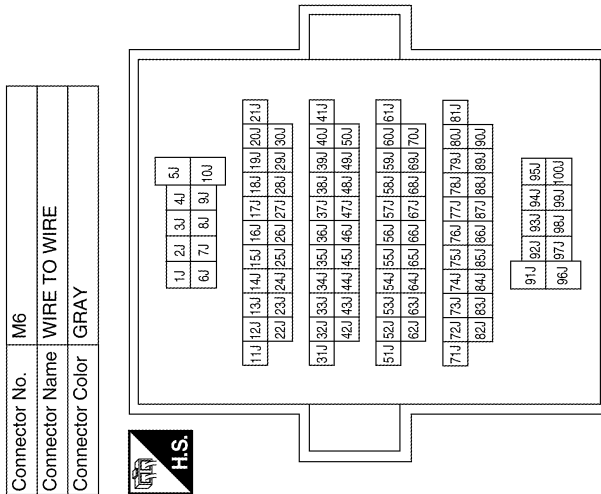 Connector No. M6
Connector Name WIRE TO WIRE
Connector Color GRAY
H.S.
1J 2J 3J 4J 5J
6J 7J 8J 9J 10J
11J 12J 13J 14J 15J 16J 17J 18J 19J 20J 21J
22J 23J 24J 25J 26J 27J 28J 29J 30J
31J 32J 33J 34J 35J 36J 37J 38J 39J 40J 41J
42J 43J 44J 45J 46J 47J 48J 49J 50J
51J 52J 53J 54J 55J 56J 57J 58J 59J 60J 61J
62J 63J 64J 65J 66J 67J 68J 69J 70J
71J 72J 73J 74J 75J 76J 77J 78J 79J 80J 81J
82J 83J 84J 85J 86J 87J 88J 89J 90J
91J 92J 93J 94J 95J
96J 97J 98J 99J 100J